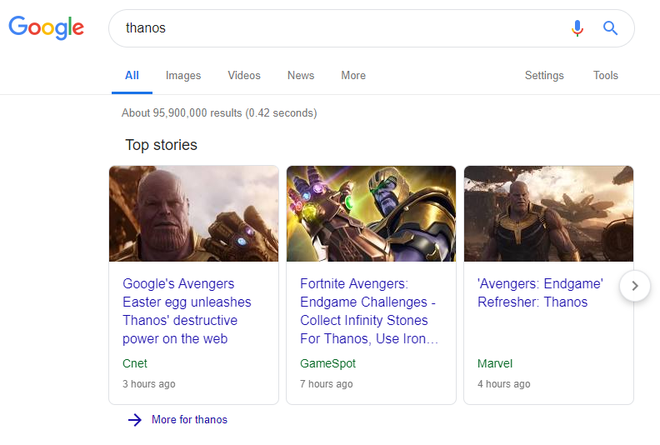 Google
thanos
All Images Videos News More Settings Tools
About 95,900,000 results (0.42 seconds)
Top stories
Google's Avengers
Easter egg unleashes
Thanos' destructive
power on the web
Cnet
3 hours ago
Fortnite Avengers:
Endgame Challenges -
Collect Infinity Stones
For Thanos, Use Iron…
GameSpot
7 hours ago
'Avengers: Endgame'
Refresher: Thanos
Marvel
4 hours ago
More for thanos